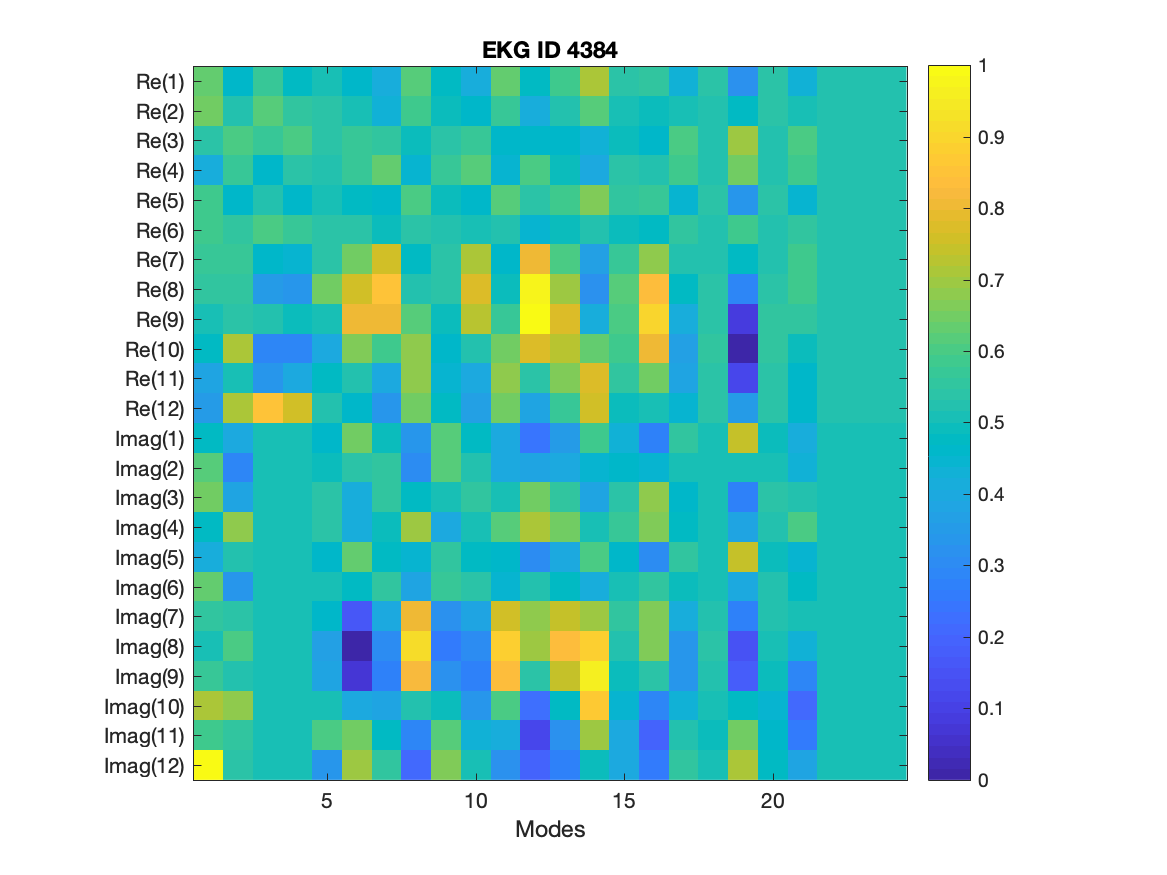 EKG ID 4384
Re(1)
Re(2)
Re(3)
Re(4)
Re(5)
Re(6)
Re(7)
Re(8)
Re(9)
Re(10)
Re(11)
Re(12)
Imag(1)
Imag(2)
Imag(3)
Imag(4)
Imag(5)
Imag(6)
Imag(7)
Imag(8)
Imag(9)
Imag(10)
Imag(11)
Imag(12)
5 10 15 20
Modes
1
0.9
0.8
0.7
0.6
0.5
0.4
0.3
0.2
0.1
0